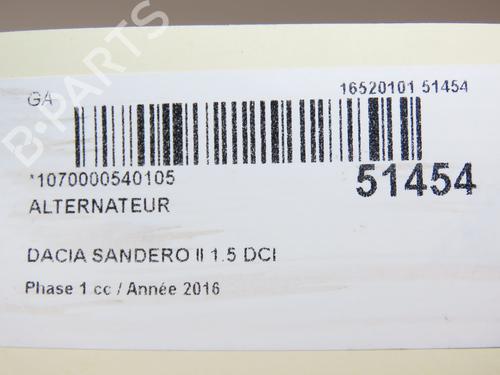 B-PARTS
GA
16520101 51454
*1070000540105
51454
ALTERNATEUR
DACIA SANDERO II 1.5 DCI
Phase 1 cc / Année 2016